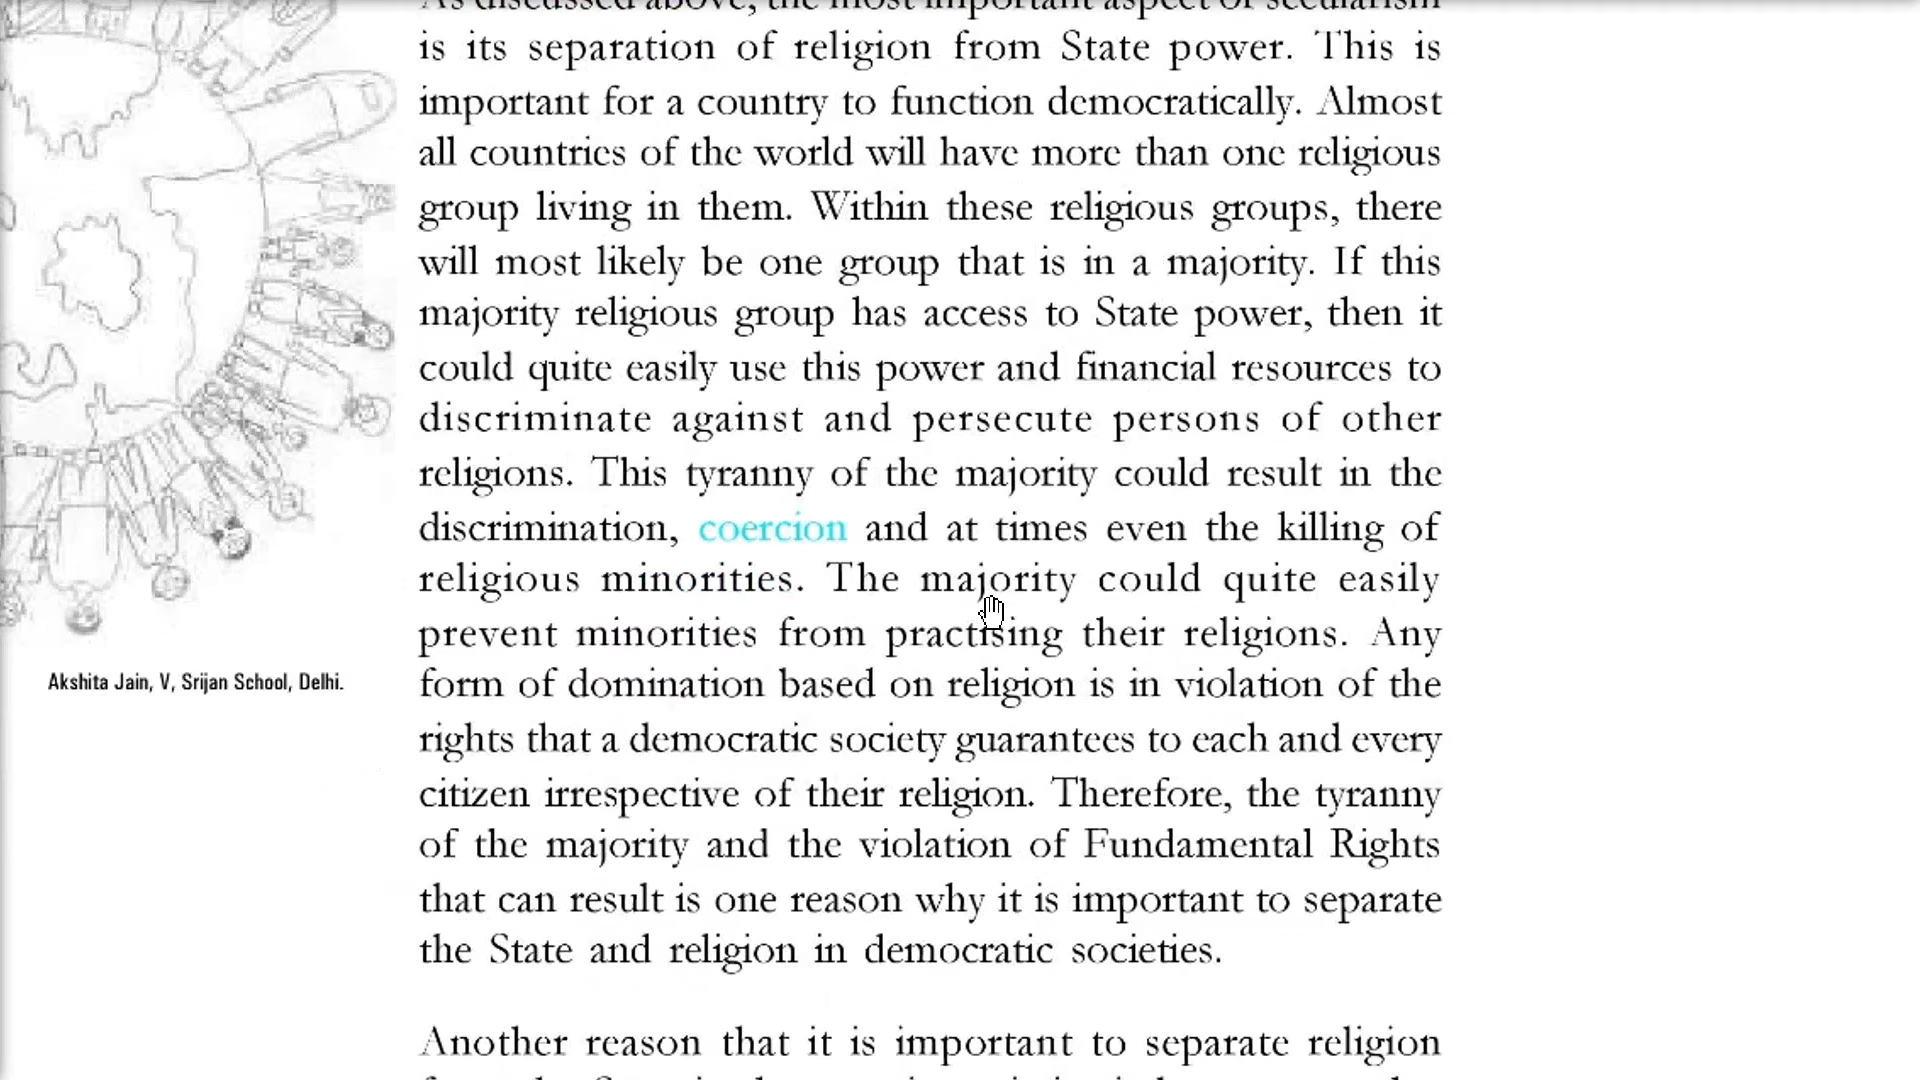 As discussed above, the most important aspect of secularism
is its separation of religion from State power. This is
important for a country to function democratically. Almost
all countries of the world will have more than one religious
group living in them. Within these religious groups, there
will most likely be one group that is in a majority. If this
majority religious group has access to State power, then it
could quite easily use this power and financial resources to
discriminate against and persecute persons of other
religions. This tyranny of the majority could result in the
discrimination, coercion and at times even the killing of
religious minorities. The majority could quite easily
prevent minorities from practising their religions. Any
form of domination based on religion is in violation of the
rights that a democratic society guarantees to each and every
citizen irrespective of their religion. Therefore, the tyranny
of the majority and the violation of Fundamental Rights
that can result is one reason why it is important to separate
the State and religion in democratic societies.
Another reason that it is important to separate religion
Akshita Jain, V, Srijan School, Delhi.